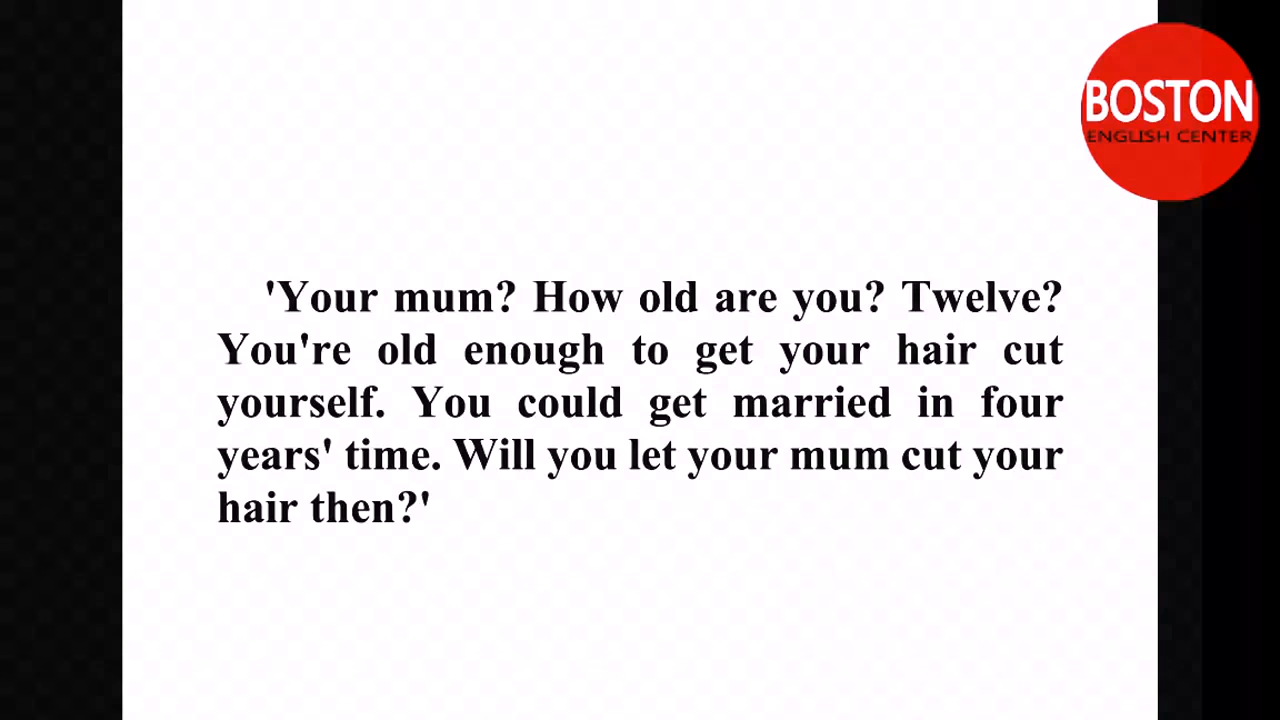 BOSTON
ENGLISH CENTER
'Your mum? How old are you? Twelve?
You're old enough to get your hair cut
yourself. You could get married in four
years' time. Will you let your mum cut your
hair then?'